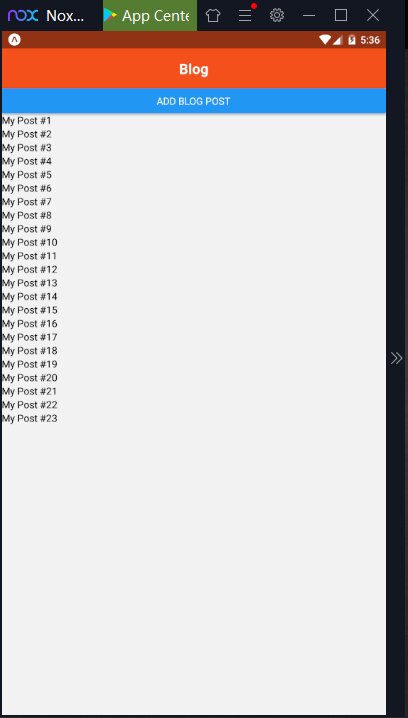 nox Nox... App Cente
5:36
Blog
ADD BLOG POST
My Post #1
My Post #2
My Post #3
My Post #4
My Post #5
My Post #6
My Post #7
My Post #8
My Post #9
My Post #10
My Post #11
My Post #12
My Post #13
My Post #14
My Post #15
My Post #16
My Post #17
My Post #18
My Post #19
My Post #20
My Post #21
My Post #22
My Post #23